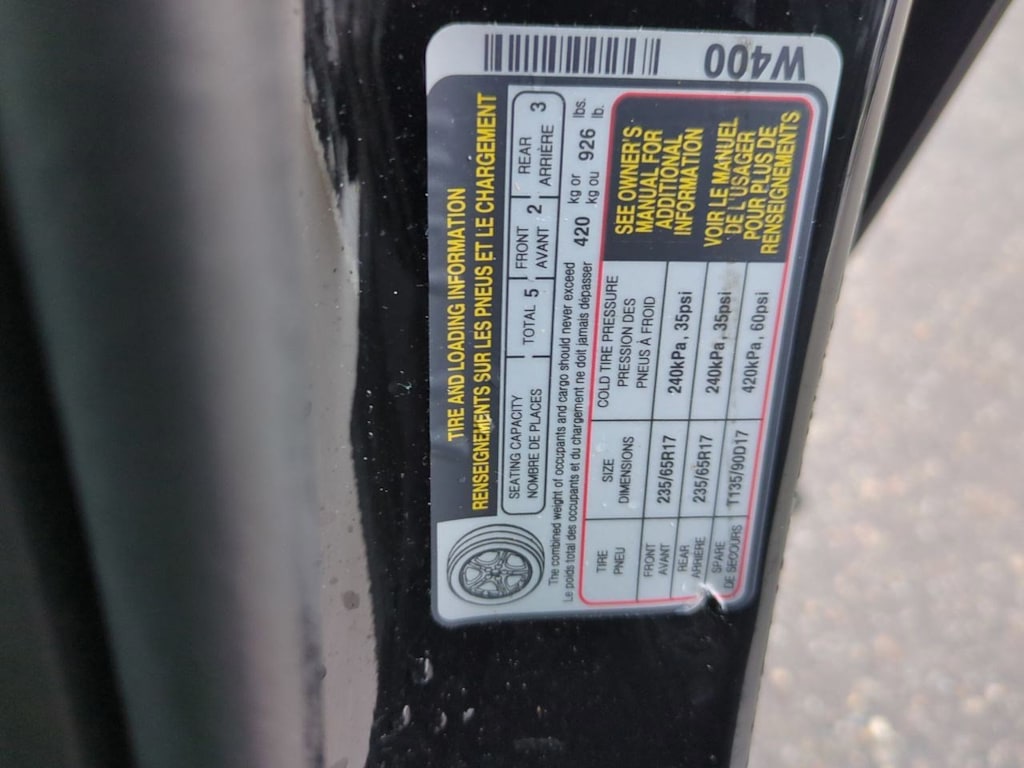 W400
TIRE AND LOADING INFORMATION
RENSEIGNEMENTS SUR LES PNEUS ET LE CHARGEMENT
SEATING CAPACITY
NOMBRE DE PLACES
TOTAL 5
FRONT
AVANT 2
REAR
ARRIÈRE 3
The combined weight of occupants and cargo should never exceed 420 kg or 926 lbs.
Le poids total des occupants et du chargement ne doit jamais dépasser kg ou lb.
TIRE
PNEU
SIZE
DIMENSIONS
COLD TIRE PRESSURE
PRESSION DES
PNEUS À FROID
FRONT
AVANT
235/65R17
240kPa, 35psi
REAR
ARRIÈRE
235/65R17
240kPa, 35psi
SPARE
DE SECOURS
T135/90D17
420kPa, 60psi
SEE OWNER'S
MANUAL FOR
ADDITIONAL
INFORMATION
VOIR LE MANUEL
DE L'USAGER
POUR PLUS DE
RENSEIGNEMENTS